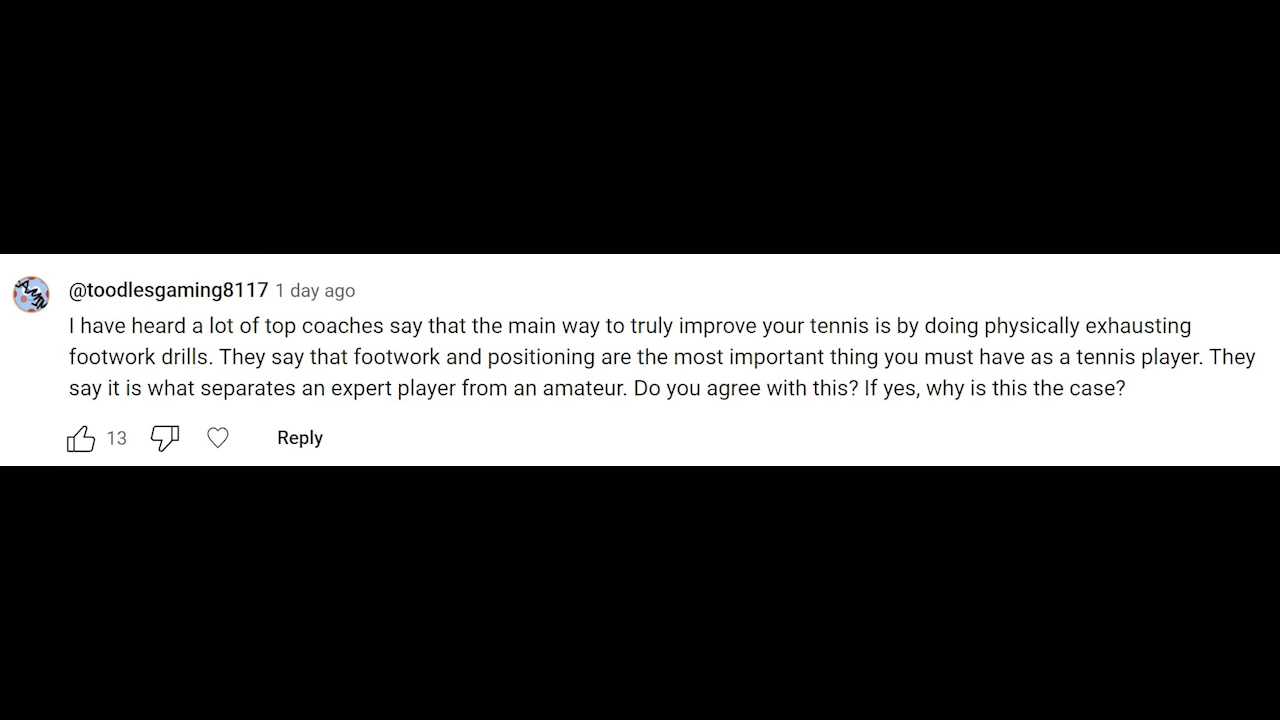 @toodlesgaming8117 1 day ago
I have heard a lot of top coaches say that the main way to truly improve your tennis is by doing physically exhausting
footwork drills. They say that footwork and positioning are the most important thing you must have as a tennis player. They
say it is what separates an expert player from an amateur. Do you agree with this? If yes, why is this the case?
13 Reply